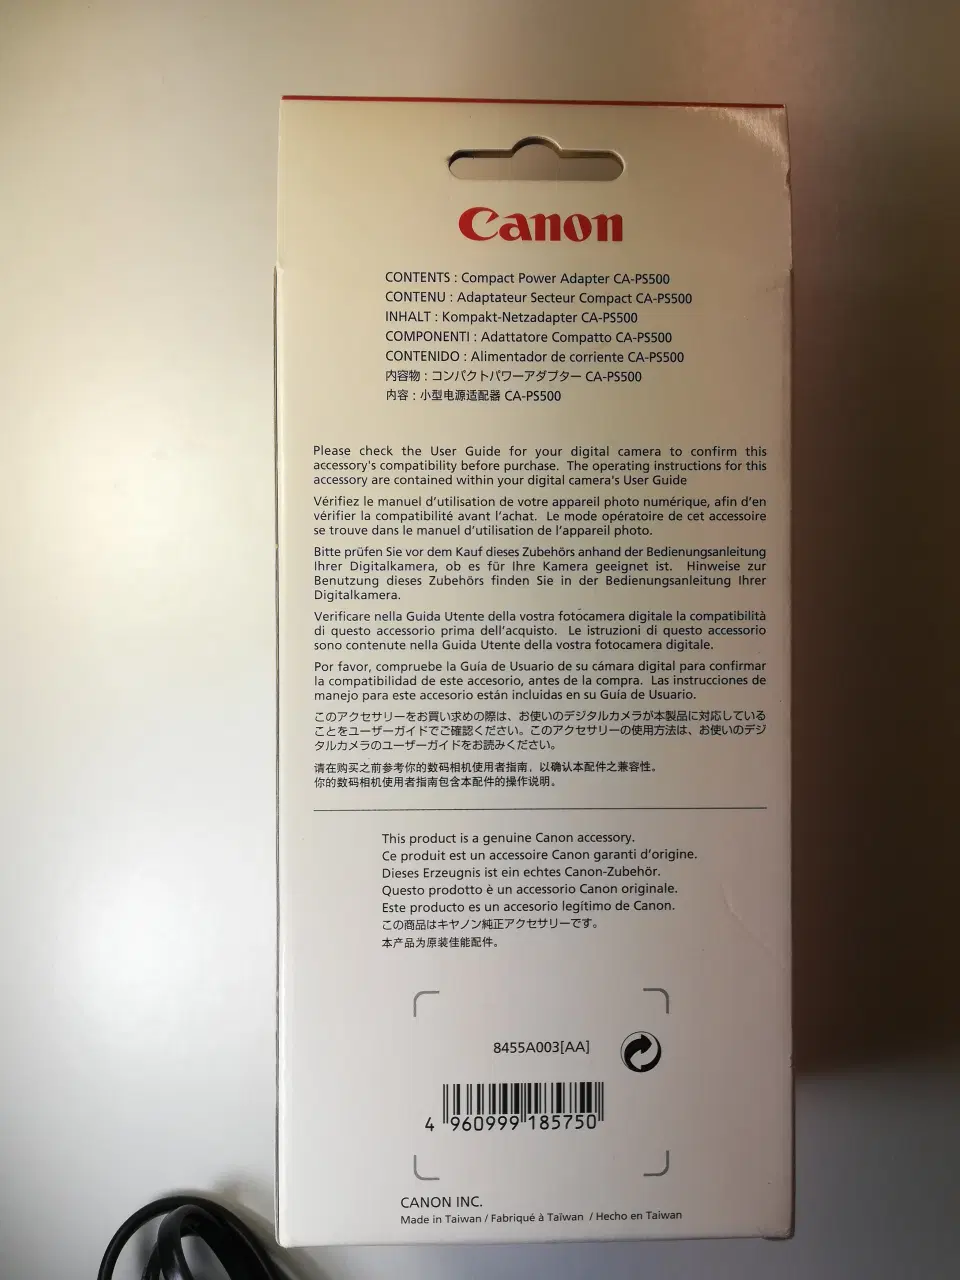 Canon
CONTENTS : Compact Power Adapter CA-PS500
CONTENU : Adaptateur Secteur Compact CA-PS500
INHALT : Kompakt-Netzadapter CA-PS500
COMPONENTI : Adattatore Compatto CA-PS500
CONTENIDO : Alimentador de corriente CA-PS500
内容物 : コンパクトパワーアダプター CA-PS500
内容 : 小型电源适配器 CA-PS500
Please check the User Guide for your digital camera to confirm this
accessory's compatibility before purchase. The operating instructions for this
accessory are contained within your digital camera's User Guide
Vérifiez le manuel d'utilisation de votre appareil photo numérique, afin d'en
vérifier la compatibilité avant l'achat. Le mode opératoire de cet accessoire
se trouve dans le manuel d'utilisation de l'appareil photo.
Bitte prüfen Sie vor dem Kauf dieses Zubehörs anhand der Bedienungsanleitung
Ihrer Digitalkamera, ob es für Ihre Kamera geeignet ist. Hinweise zur
Benutzung dieses Zubehörs finden Sie in der Bedienungsanleitung Ihrer
Digitalkamera.
Verificare nella Guida Utente della vostra fotocamera digitale la compatibilità
di questo accessorio prima dell'acquisto. Le istruzioni di questo accessorio
sono contenute nella Guida Utente della vostra fotocamera digitale.
Por favor, compruebe la Guía de Usuario de su cámara digital para confirmar
la compatibilidad de este accesorio, antes de la compra. Las instrucciones de
manejo para este accesorio están incluidas en su Guía de Usuario.
このアクセサリーをお買い求めの際は、お使いのデジタルカメラが本製品に対応している
ことをユーザーガイドでご確認ください。このアクセサリーの使用方法は、お使いのデジ
タルカメラのユーザーガイドをお読みください。
请在购买之前参考你的数码相机使用者指南，以确认本配件之兼容性。
你的数码相机使用者指南包含本配件的操作说明。
This product is a genuine Canon accessory.
Ce produit est un accessoire Canon garanti d'origine.
Dieses Erzeugnis ist ein echtes Canon-Zubehör.
Questo prodotto è un accessorio Canon originale.
Este producto es un accesorio legítimo de Canon.
この商品はキヤノン純正アクセサリーです。
本产品为原装佳能配件。
8455A003[AA]
4 960999 185750
CANON INC.
Made in Taiwan / Fabriqué à Taïwan / Hecho en Taiwan